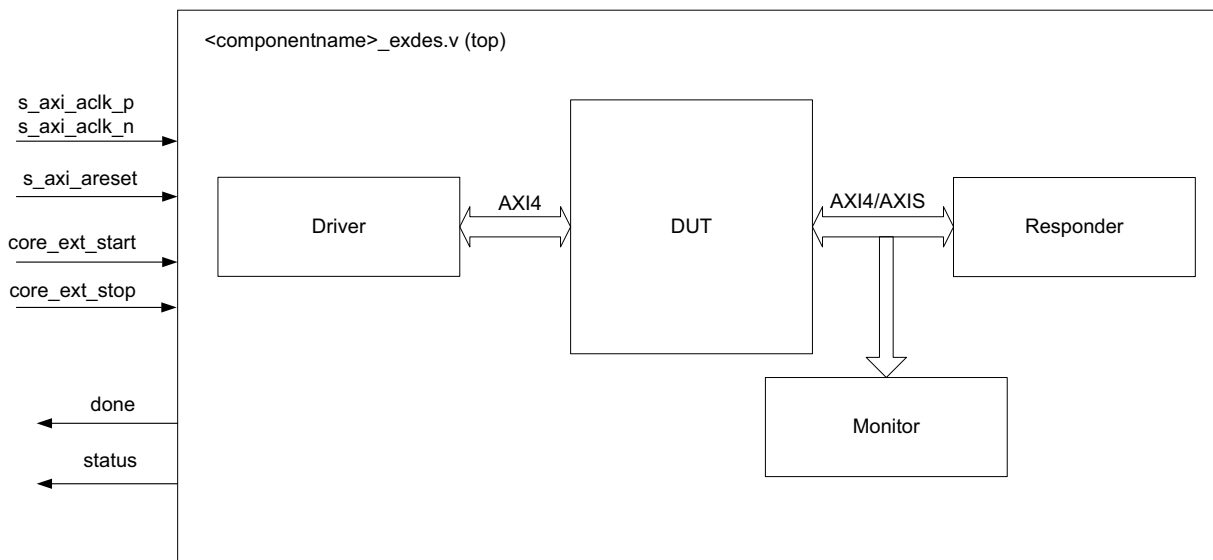 <componentname>_exdes.v (top)
s_axi_aclk_p
s_axi_aclk_n
s_axi_areset
core_ext_start
core_ext_stop
done
status
Driver
AXI4
DUT
AXI4/AXIS
Responder
Monitor